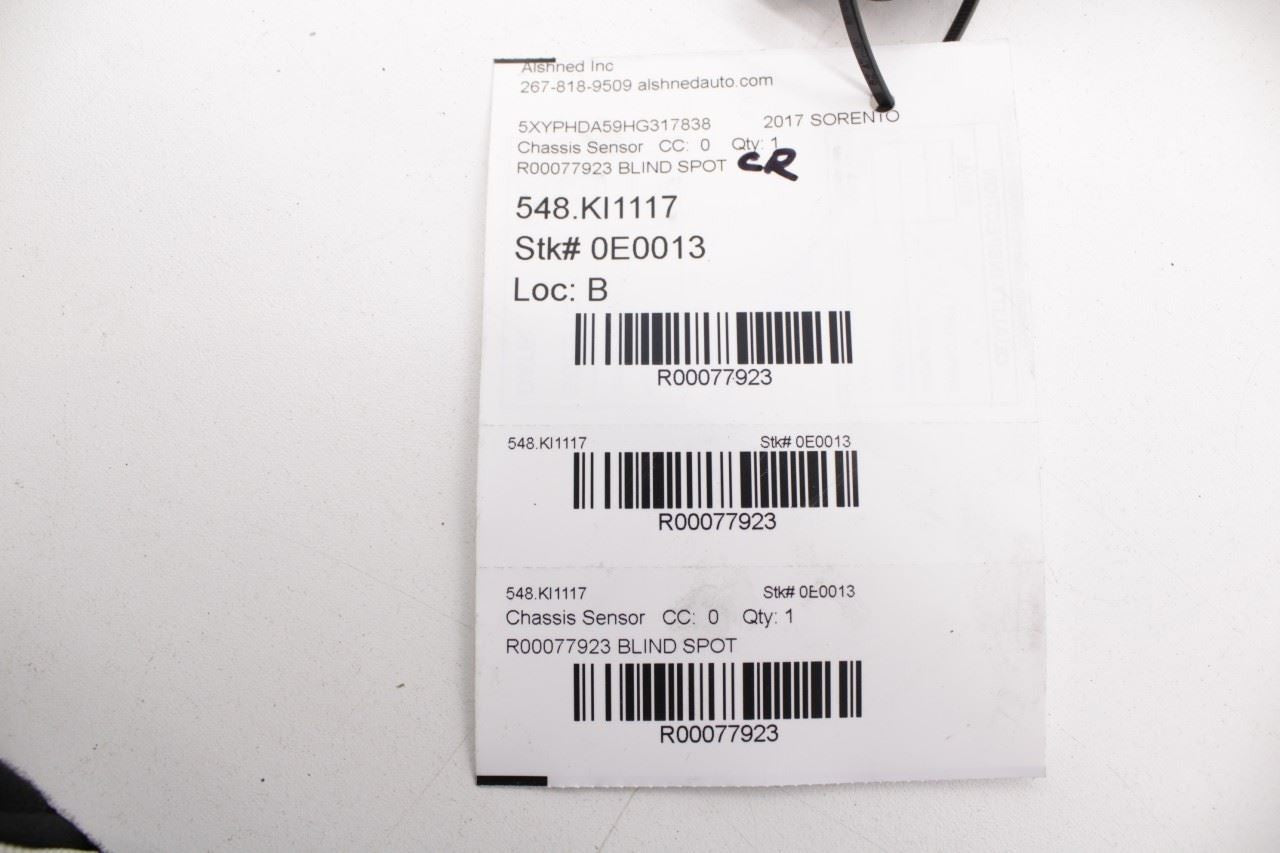 Alshned Inc
267-818-9509 alshnedauto.com
5XYPHDA59HG317838 2017 SORENTO
Chassis Sensor CC: 0 Qty: 1
R00077923 BLIND SPOT CR
548.KI1117
Stk# 0E0013
Loc: B
R00077923
548.KI1117 Stk# 0E0013
R00077923
548.KI1117 Stk# 0E0013
Chassis Sensor CC: 0 Qty: 1
R00077923 BLIND SPOT
R00077923